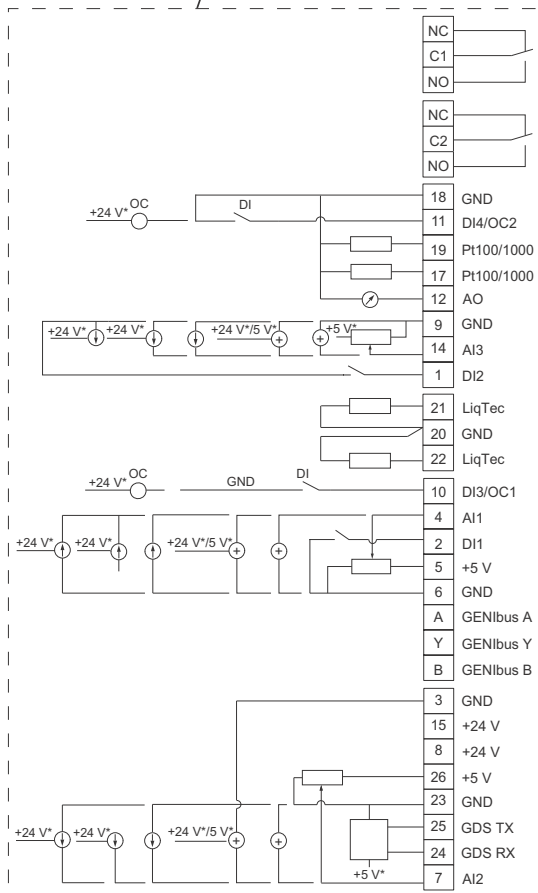 NC
C1
NO
NC
C2
NO
18 GND
+24 V* OC DI 11 DI4/OC2
19 Pt100/1000
17 Pt100/1000
12 AO
9 GND
+24 V* +24 V* +24 V*/5 V* +5 V*
14 AI3
1 DI2
21 LiqTec
20 GND
22 LiqTec
+24 V* OC GND DI 10 DI3/OC1
4 AI1
2 DI1
+24 V* +24 V* +24 V*/5 V*
5 +5 V
6 GND
A GENIbus A
Y GENIbus Y
B GENIbus B
3 GND
15 +24 V
8 +24 V
26 +5 V
23 GND
25 GDS TX
+24 V* +24 V* +24 V*/5 V*
24 GDS RX
+5 V*
7 AI2